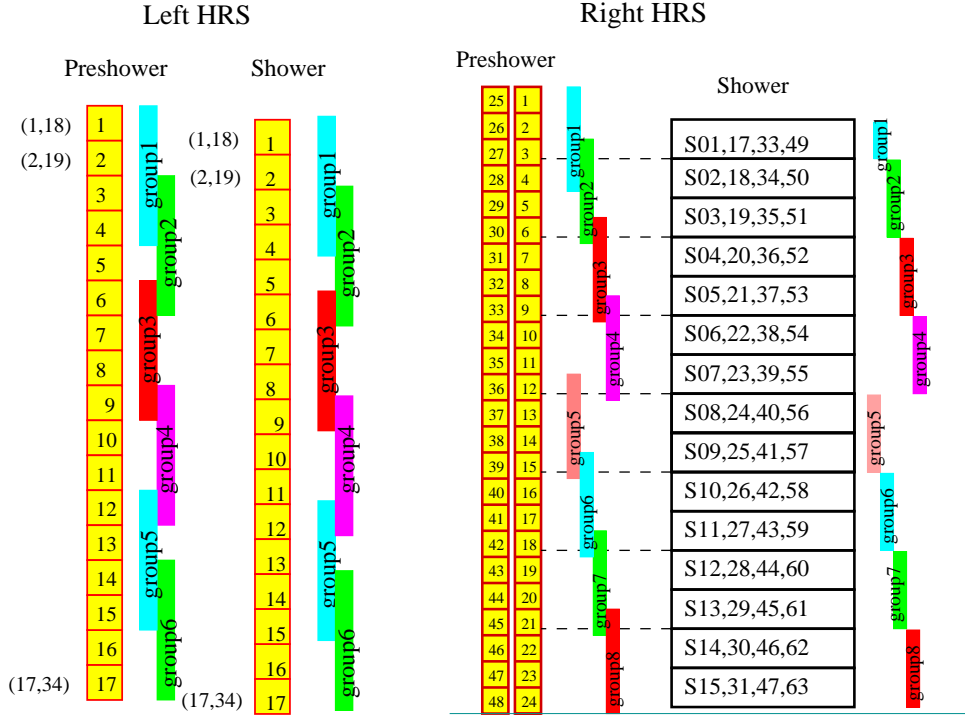 Left HRS
Preshower
Shower
(1,18)
(2,19)
(17,34)
1
2
3
4
5
6
7
8
9
10
11
12
13
14
15
16
17
group1
group2
group3
group4
group5
group6
(1,18)
(2,19)
(17,34)
1
2
3
4
5
6
7
8
9
10
11
12
13
14
15
16
17
group1
group2
group3
group4
group5
group6
Right HRS
Preshower
Shower
25 1
26 2
27 3
28 4
29 5
30 6
31 7
32 8
33 9
34 10
35 11
36 12
37 13
38 14
39 15
40 16
41 17
42 18
43 19
44 20
45 21
46 22
47 23
48 24
group1
group2
group3
group4
group5
group6
group7
group8
S01,17,33,49
S02,18,34,50
S03,19,35,51
S04,20,36,52
S05,21,37,53
S06,22,38,54
S07,23,39,55
S08,24,40,56
S09,25,41,57
S10,26,42,58
S11,27,43,59
S12,28,44,60
S13,29,45,61
S14,30,46,62
S15,31,47,63
group1
group2
group3
group4
group5
group6
group7
group8